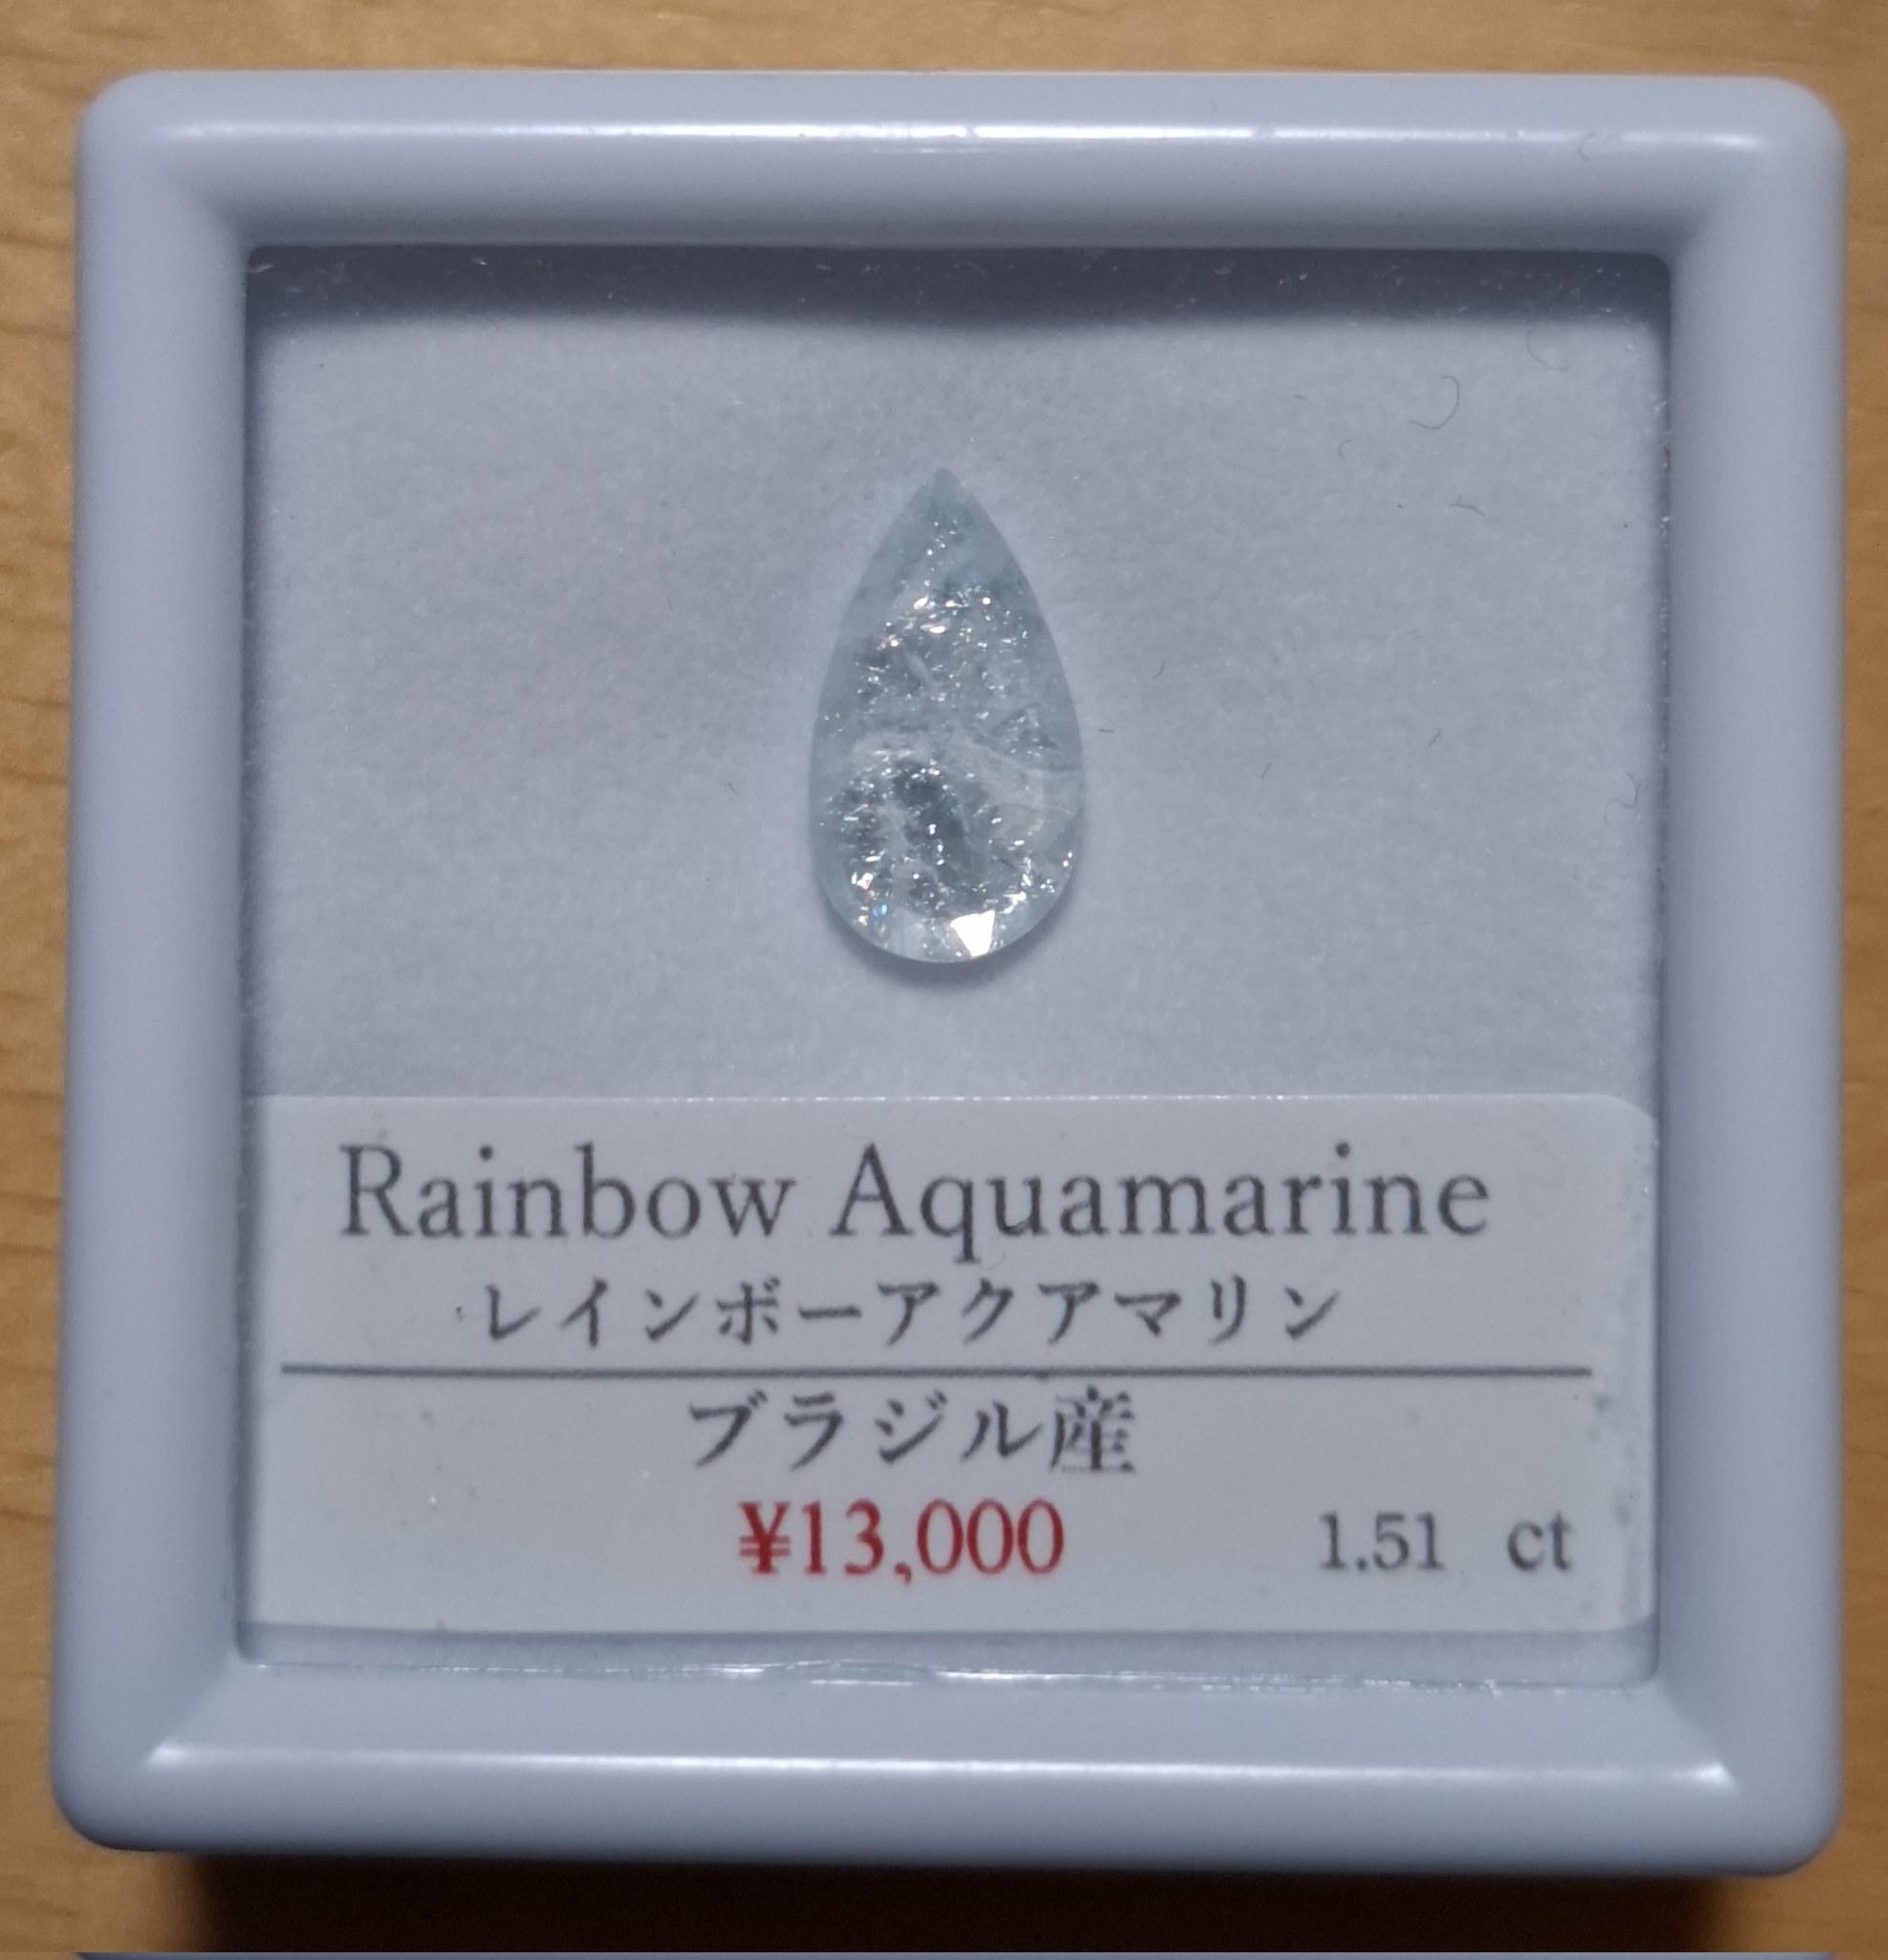 Rainbow Aquamarine
レインボーアクアマリン
ブラジル産
¥13,000 1.51 ct